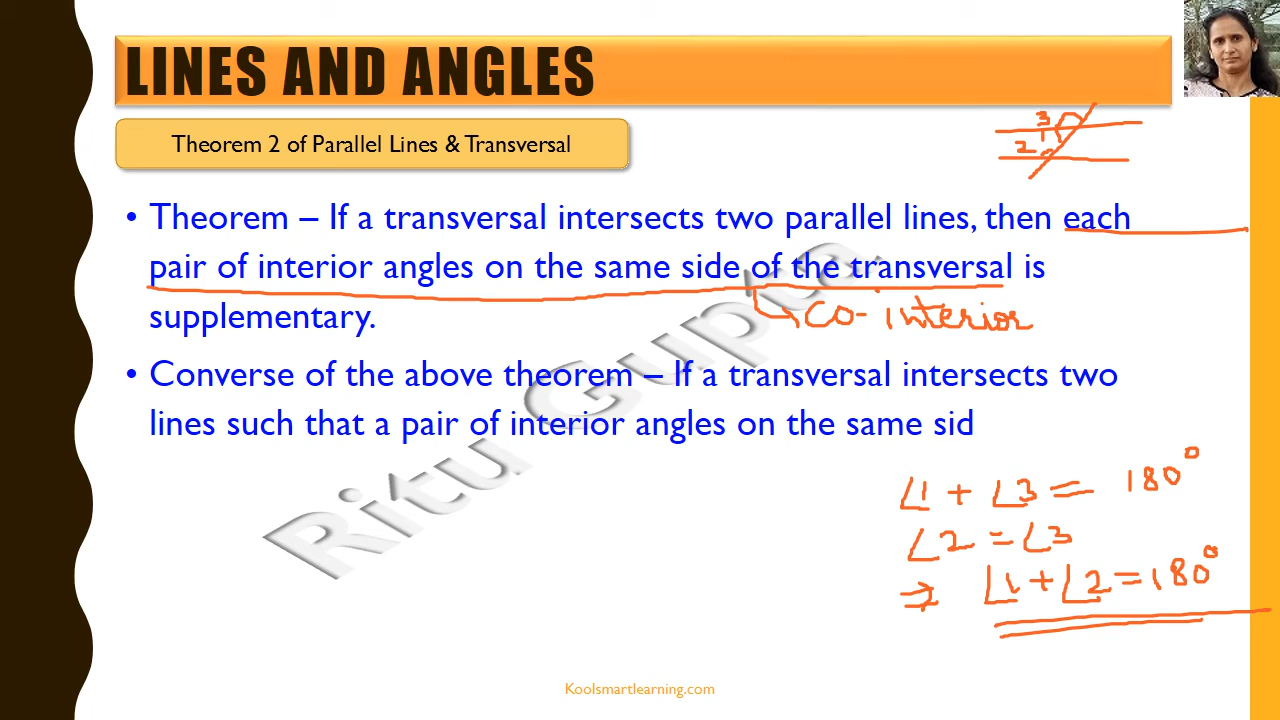 LINES AND ANGLES
Theorem 2 of Parallel Lines & Transversal
3
1
2
• Theorem – If a transversal intersects two parallel lines, then each
pair of interior angles on the same side of the transversal is
supplementary.
co-interior
• Converse of the above theorem – If a transversal intersects two
lines such that a pair of interior angles on the same sid
∠1 + ∠3 = 180°
∠2 = ∠3
⇒ ∠1 + ∠2 = 180°
Ritu Gupta
Koolsmartlearning.com